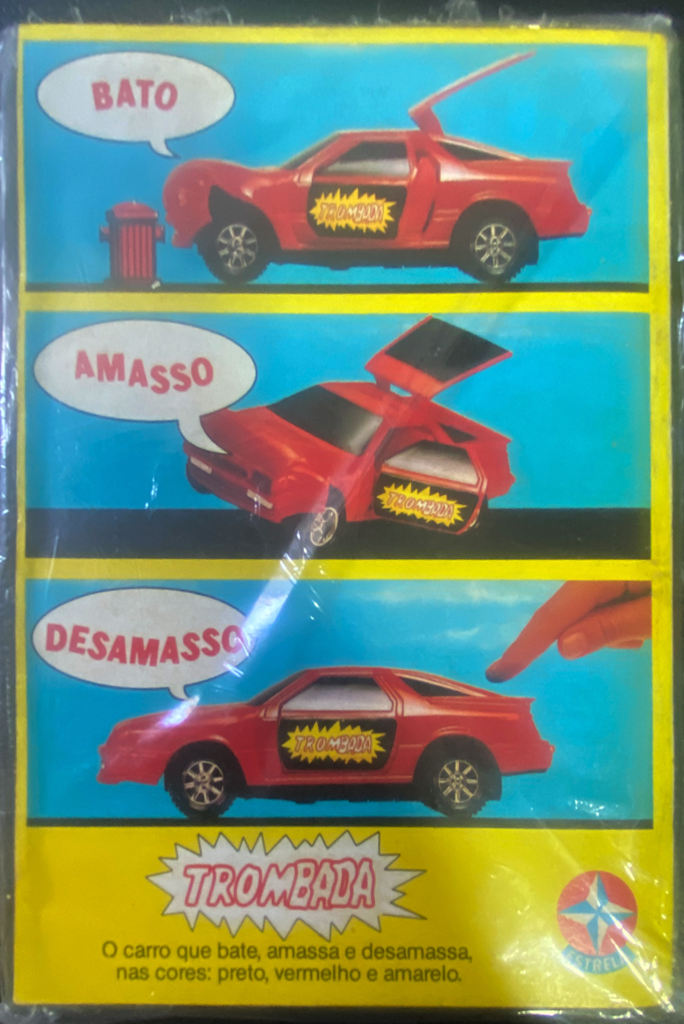 BATO
TROMBADA
AMASSO
TROMBADA
DESAMASSO
TROMBADA
TROMBADA
O carro que bate, amassa e desamassa,
nas cores: preto, vermelho e amarelo.
ESTRELA